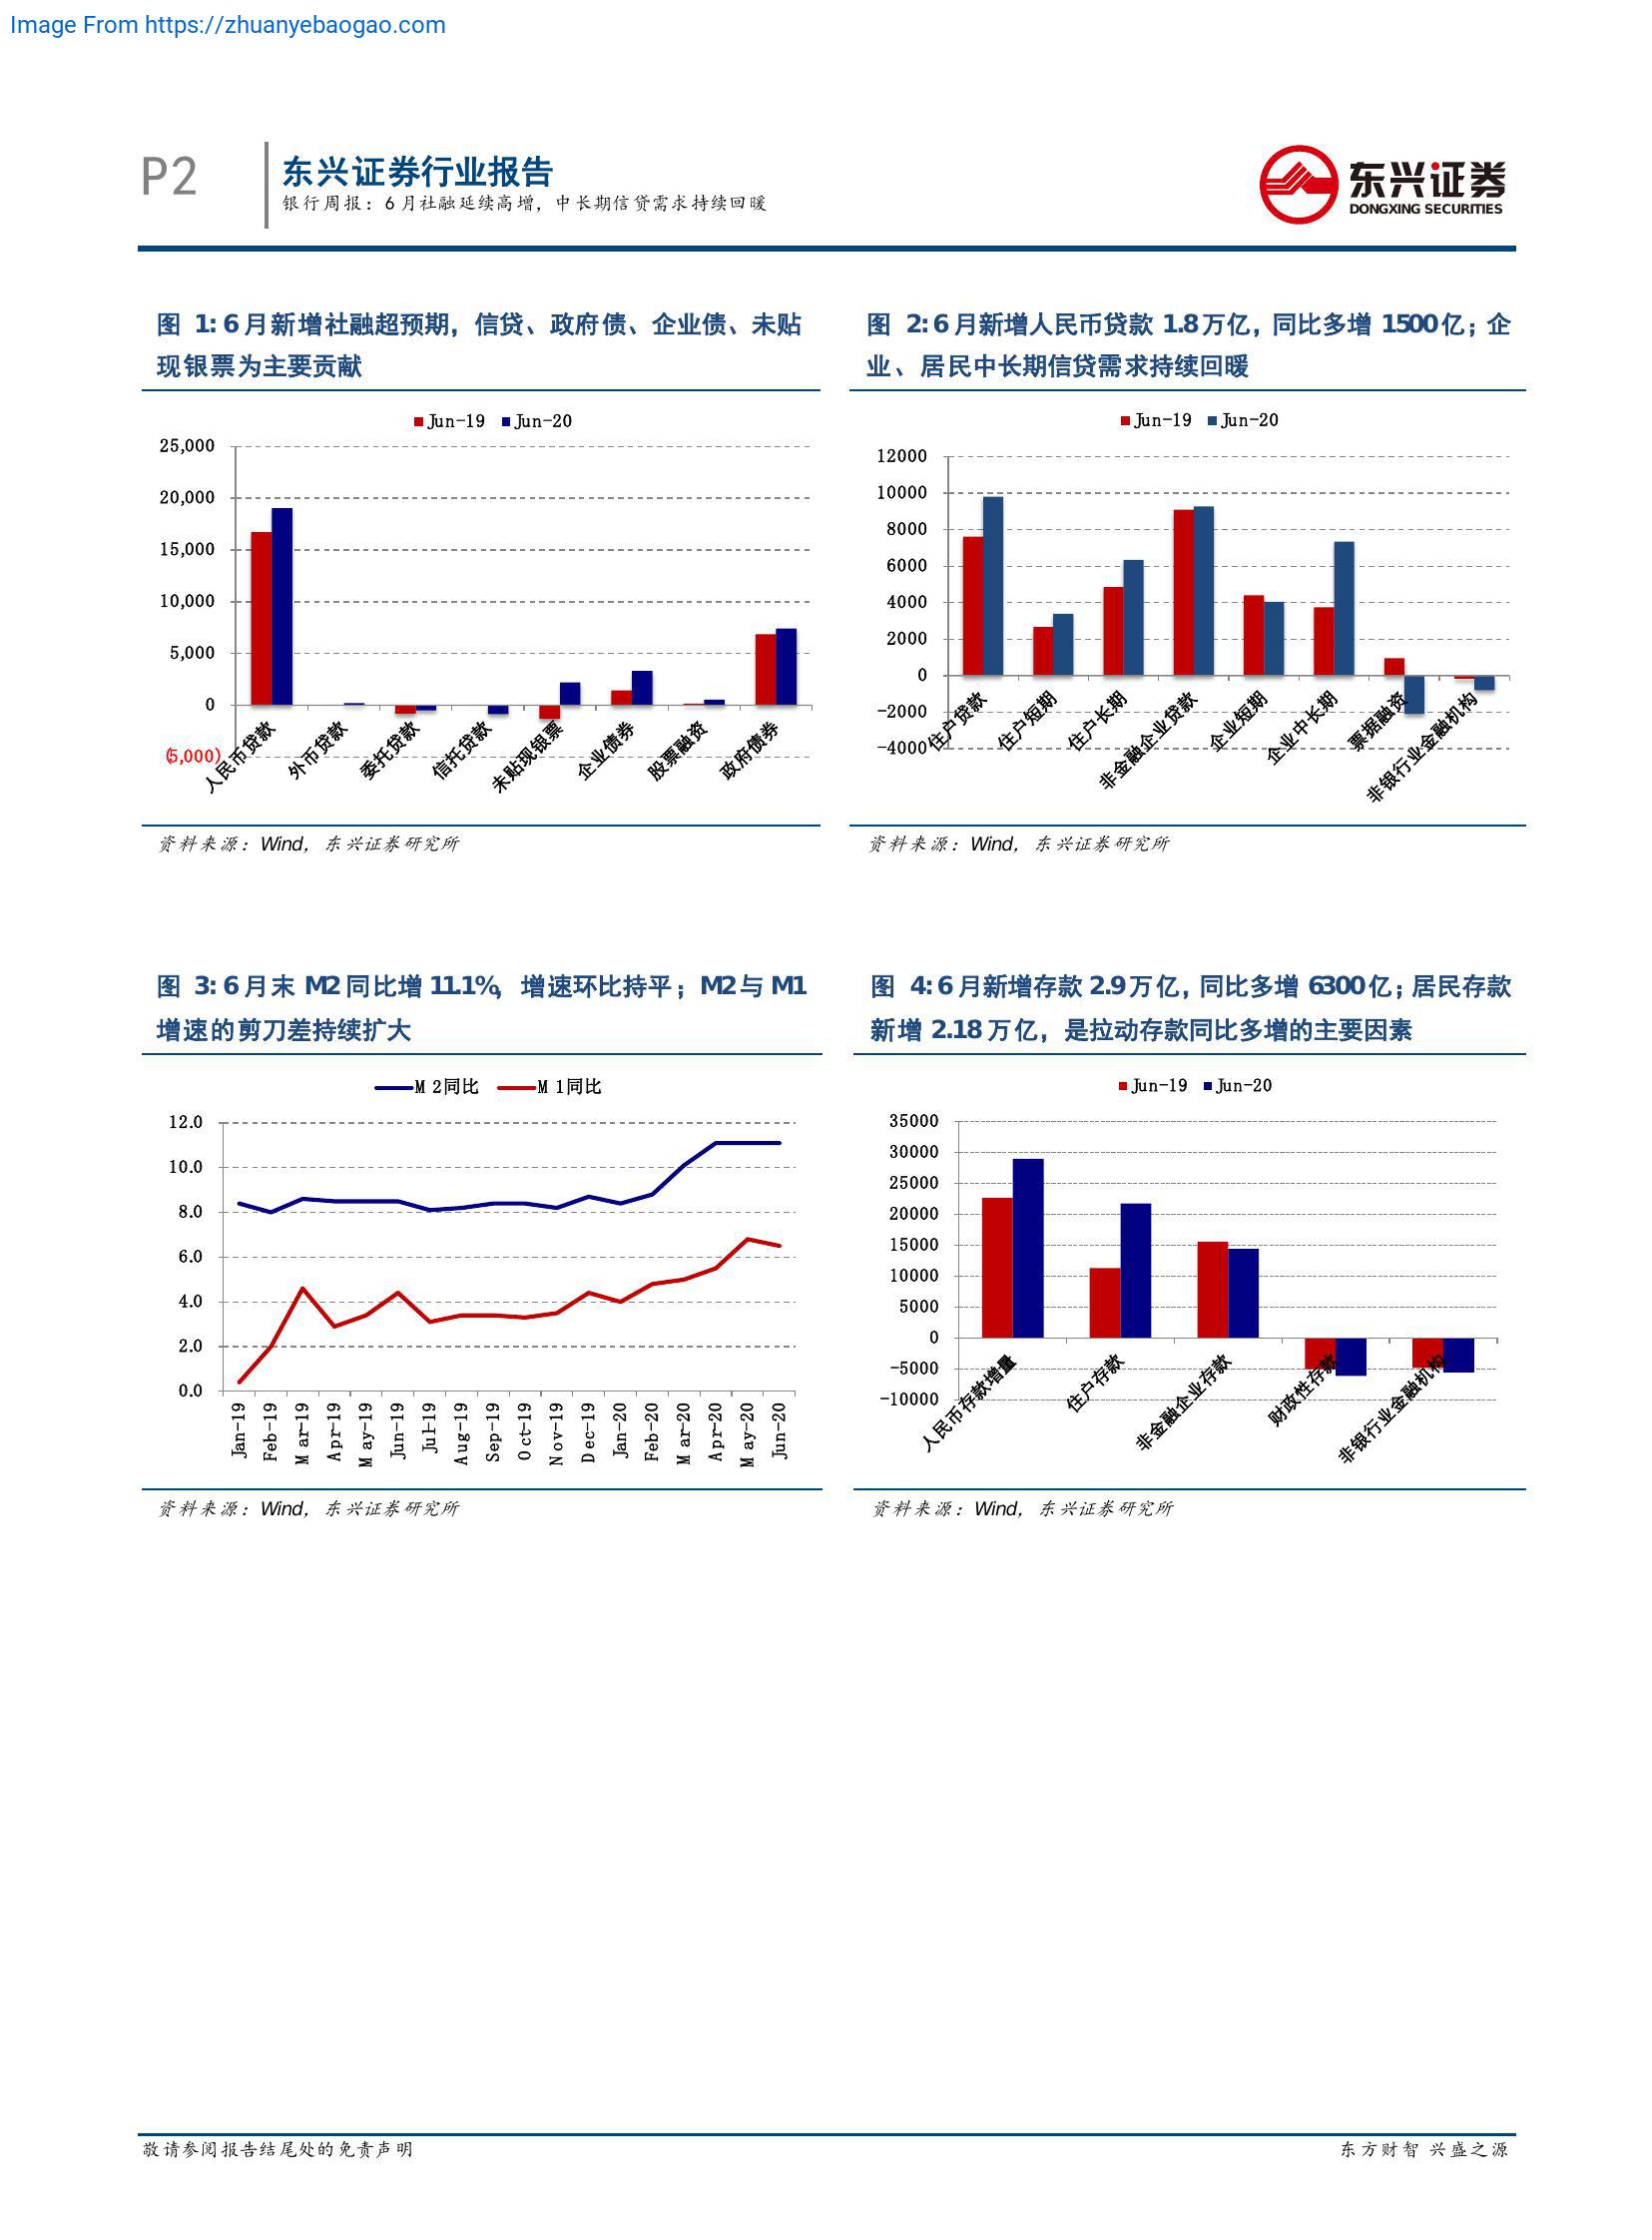 Image From https://zhuanyebaogao.com
P2
东兴证券行业报告
银行周报：6 月社融延续高增，中长期信贷需求持续回暖
东兴证券
DONGXING SECURITIES
图 1: 6 月新增社融超预期，信贷、政府债、企业债、未贴
现银票为主要贡献
Jun-19 Jun-20
25,000
20,000
15,000
10,000
5,000
0
(5,000)
人民币贷款 外币贷款 委托贷款 信托贷款 未贴现银票 企业债券 股票融资 政府债券
资料来源：Wind，东兴证券研究所
图 2: 6 月新增人民币贷款 1.8 万亿，同比多增 1500 亿；企
业、居民中长期信贷需求持续回暖
Jun-19 Jun-20
12000
10000
8000
6000
4000
2000
0
-2000
-4000
住户贷款 住户短期 住户长期 非金融企业贷款 企业短期 企业中长期 票据融资 非银行业金融机构
资料来源：Wind，东兴证券研究所
图 3: 6 月末 M2 同比增 11.1%，增速环比持平；M2 与 M1
增速的剪刀差持续扩大
M2同比 M1同比
12.0
10.0
8.0
6.0
4.0
2.0
0.0
Jan-19 Feb-19 Mar-19 Apr-19 May-19 Jun-19 Jul-19 Aug-19 Sep-19 Oct-19 Nov-19 Dec-19 Jan-20 Feb-20 Mar-20 Apr-20 May-20 Jun-20
资料来源：Wind，东兴证券研究所
图 4: 6 月新增存款 2.9 万亿，同比多增 6300 亿；居民存款
新增 2.18 万亿，是拉动存款同比多增的主要因素
Jun-19 Jun-20
35000
30000
25000
20000
15000
10000
5000
0
-5000
-10000
人民币存款增量 住户存款 非金融企业存款 财政性存款 非银行业金融机构
资料来源：Wind，东兴证券研究所
敬请参阅报告结尾处的免责声明
东方财智 兴盛之源